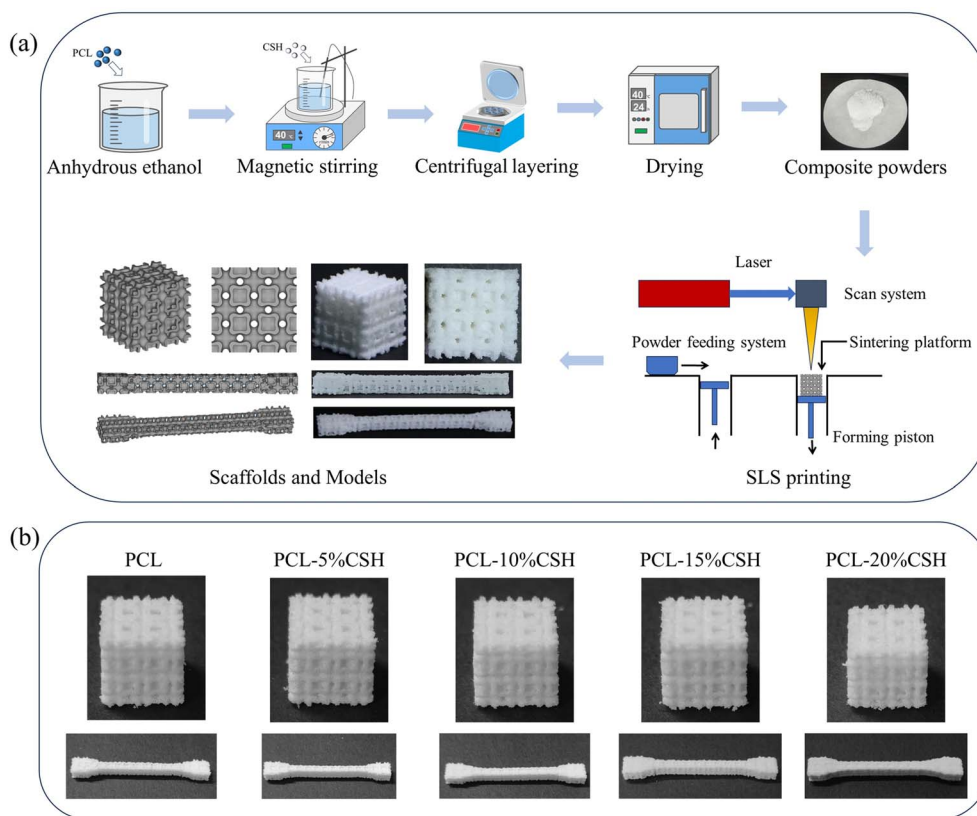 (a)
PCL
CSH
40 °C
40 °C
24 h
Anhydrous ethanol
Magnetic stirring
Centrifugal layering
Drying
Composite powders
Laser
Scan system
Powder feeding system
Sintering platform
Forming piston
Scaffolds and Models
SLS printing
(b)
PCL
PCL-5%CSH
PCL-10%CSH
PCL-15%CSH
PCL-20%CSH